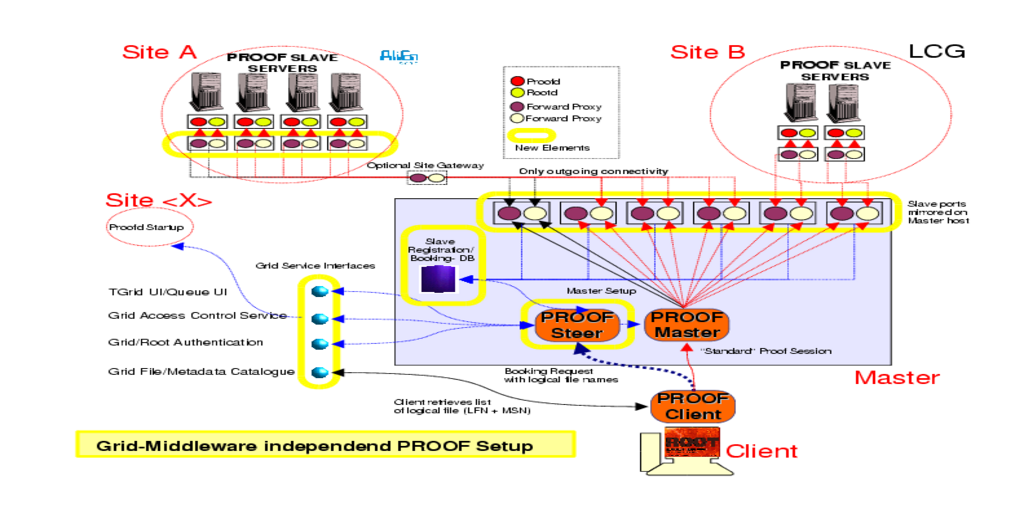 Site A
PROOF SLAVE
SERVERS
AliEn
Proofd
Rootd
Forward Proxy
Forward Proxy
New Elements
Site B
LCG
PROOF SLAVE
SERVERS
Optional Site Gateway
Only outgoing connectivity
Slave ports
mirrored on
Master host
Site <X>
Proofd Startup
Slave
Registration/
Booking- DB
Grid Service Interfaces
TGrid UI/Queue UI
Grid Access Control Service
Grid/Root Authentication
Grid File/Metadata Catalogue
Master Setup
PROOF
Steer
PROOF
Master
"Standard" Proof Session
Master
Booking Request
with logical file names
Client retrieves list
of logical file (LFN + MSN)
PROOF
Client
ROOT
Client
Grid-Middleware independend PROOF Setup